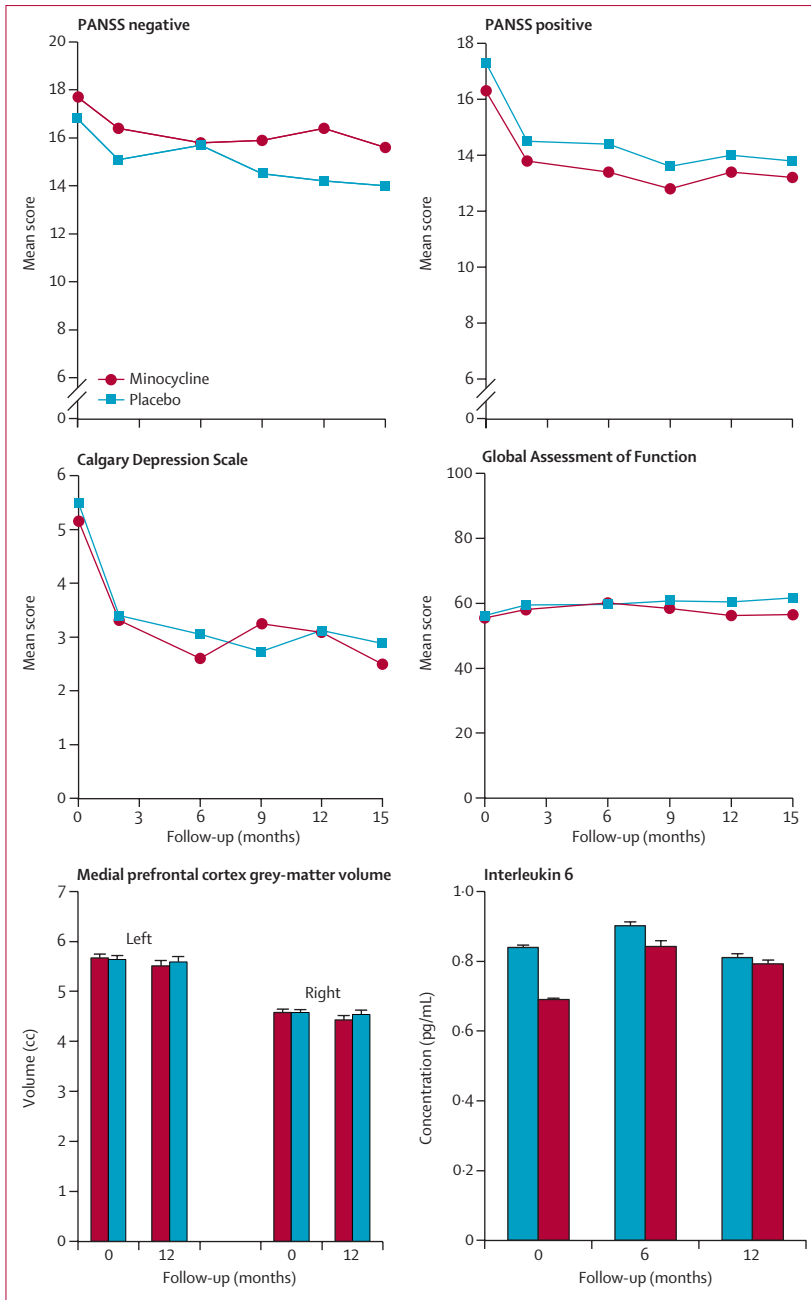 PANSS negative
20
18
16
14
12
10
8
6
0
Mean score
Minocycline
Placebo
PANSS positive
18
16
14
12
10
8
6
0
Mean score
Calgary Depression Scale
6
5
4
3
2
1
0
Mean score
0 3 6 9 12 15
Follow-up (months)
Global Assessment of Function
100
80
60
40
20
0
Mean score
0 3 6 9 12 15
Follow-up (months)
Medial prefrontal cortex grey-matter volume
7
6
5
4
3
2
1
0
Volume (cc)
Left
Right
0 12 0 12
Follow-up (months)
Interleukin 6
1·0
0·8
0·6
0·4
0·2
0
Concentration (pg/mL)
0 6 12
Follow-up (months)